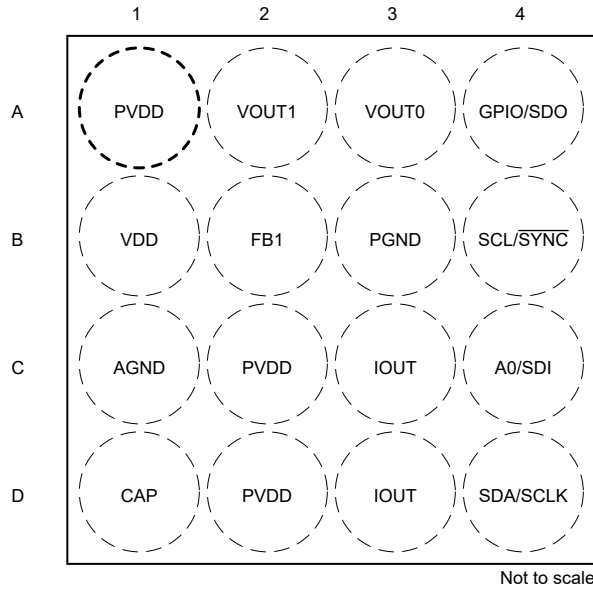 1 2 3 4
A PVDD VOUT1 VOUT0 GPIO/SDO
B VDD FB1 PGND SCL/SYNC
C AGND PVDD IOUT A0/SDI
D CAP PVDD IOUT SDA/SCLK
Not to scale